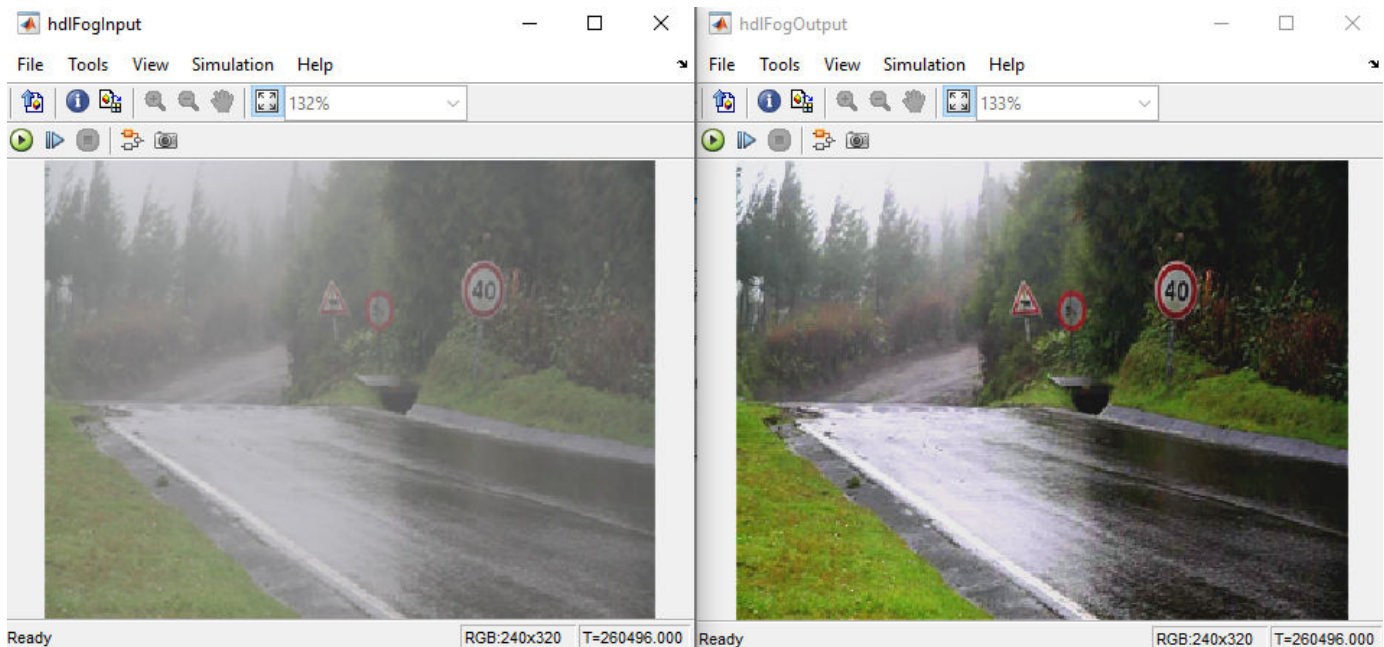 hdlFogInput
File Tools View Simulation Help
132%
40
Ready RGB:240x320 T=260496.000
hdlFogOutput
File Tools View Simulation Help
133%
40
Ready RGB:240x320 T=260496.000